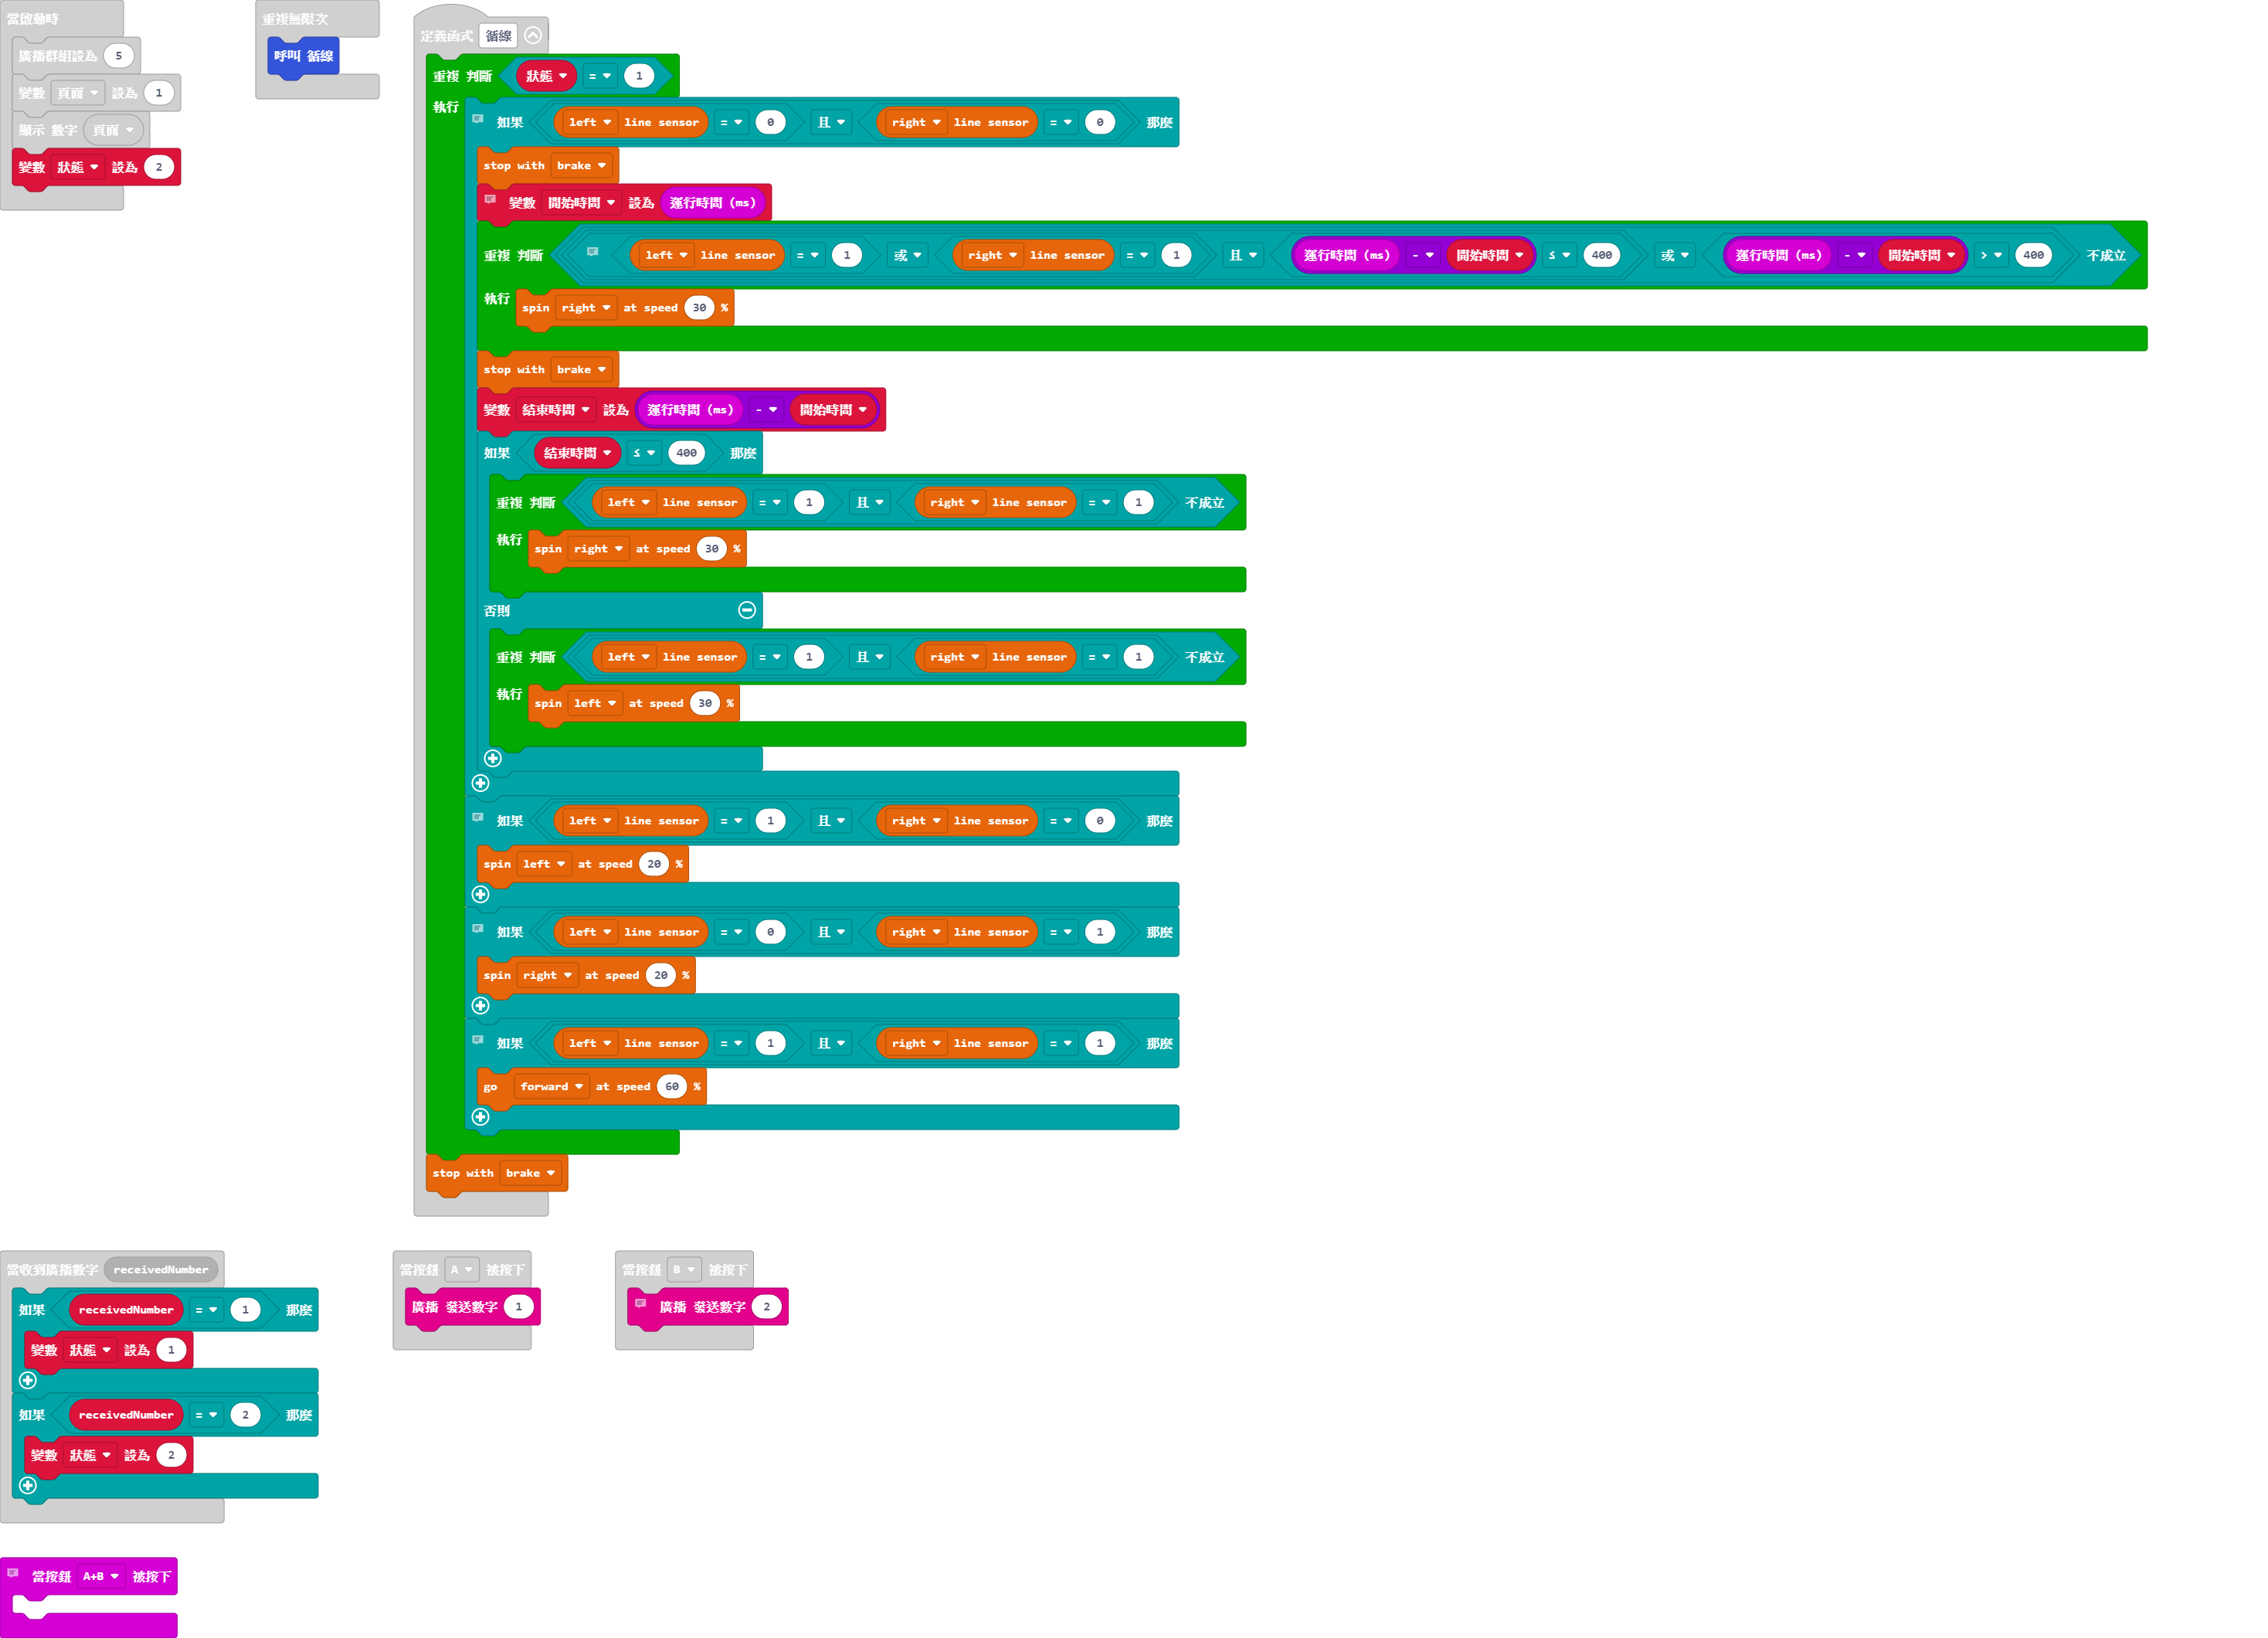 當啟動時
廣播群組設為 5
變數 頁面 設為 1
顯示 數字 頁面
變數 狀態 設為 2
重複無限次
呼叫 循線
定義函式 循線
重複 判斷 狀態 = 1
執行
如果 left line sensor = 0 且 right line sensor = 0 那麼
stop with brake
變數 開始時間 設為 運行時間 (ms)
重複 判斷 left line sensor = 1 或 right line sensor = 1 且 運行時間 (ms) - 開始時間 ≤ 400 或 運行時間 (ms) - 開始時間 > 400 不成立
執行 spin right at speed 30 %
stop with brake
變數 結束時間 設為 運行時間 (ms) - 開始時間
如果 結束時間 ≤ 400 那麼
重複 判斷 left line sensor = 1 且 right line sensor = 1 不成立
執行 spin right at speed 30 %
否則
重複 判斷 left line sensor = 1 且 right line sensor = 1 不成立
執行 spin left at speed 30 %
如果 left line sensor = 1 且 right line sensor = 0 那麼
spin left at speed 20 %
如果 left line sensor = 0 且 right line sensor = 1 那麼
spin right at speed 20 %
如果 left line sensor = 1 且 right line sensor = 1 那麼
go forward at speed 60 %
stop with brake
當收到廣播數字 receivedNumber
如果 receivedNumber = 1 那麼
變數 狀態 設為 1
如果 receivedNumber = 2 那麼
變數 狀態 設為 2
當按鈕 A 被按下
廣播 發送數字 1
當按鈕 B 被按下
廣播 發送數字 2
當按鈕 A+B 被按下